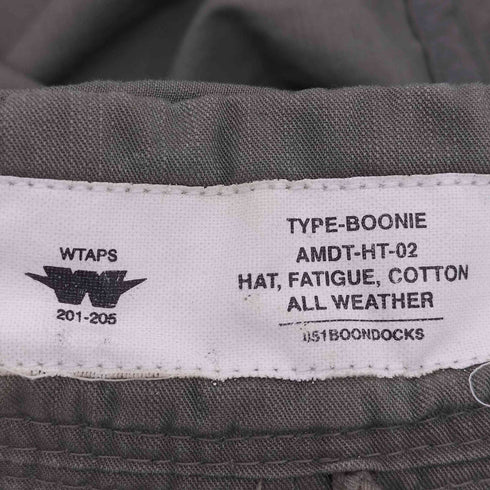 WTAPS
W
201-205
TYPE-BOONIE
AMDT-HT-02
HAT, FATIGUE, COTTON
ALL WEATHER
051BOONDOCKS